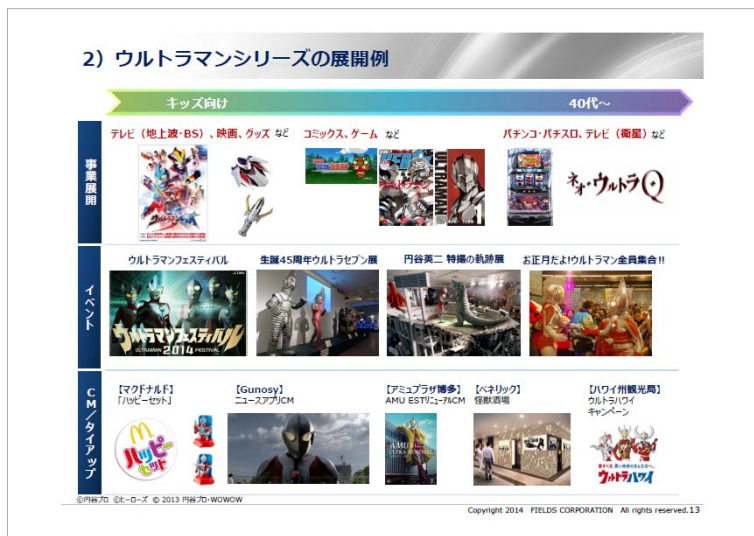 2）ウルトラマンシリーズの展開例
キッズ向け
40代～
事業展開
テレビ（地上波・BS）、映画、グッズ など
コミックス、ゲーム など
パチンコ・パチスロ、テレビ（衛星）など
ULTRAMAN
ネオ・ウルトラQ
イベント
ウルトラマンフェスティバル
生誕45周年ウルトラセブン展
円谷英二 特撮の軌跡展
お正月だよ!ウルトラマン全員集合!!
ウルトラマンフェスティバル
ULTRAMAN 2014 FESTIVAL
CM／タイアップ
【マクドナルド】
「ハッピーセット」
【Gunosy】
ニュースアプリCM
【アミュプラザ博多】
AMU ESTリニューアルCM
【ベネリック】
怪獣酒場
【ハワイ州観光局】
ウルトラハワイ
キャンペーン
ハッピー
セット
AMU
ULTRA RENEWAL
ウルトラハワイ
©円谷プロ ©ヒーローズ © 2013 円谷プロ・WOWOW
Copyright 2014 FIELDS CORPORATION All rights reserved.13